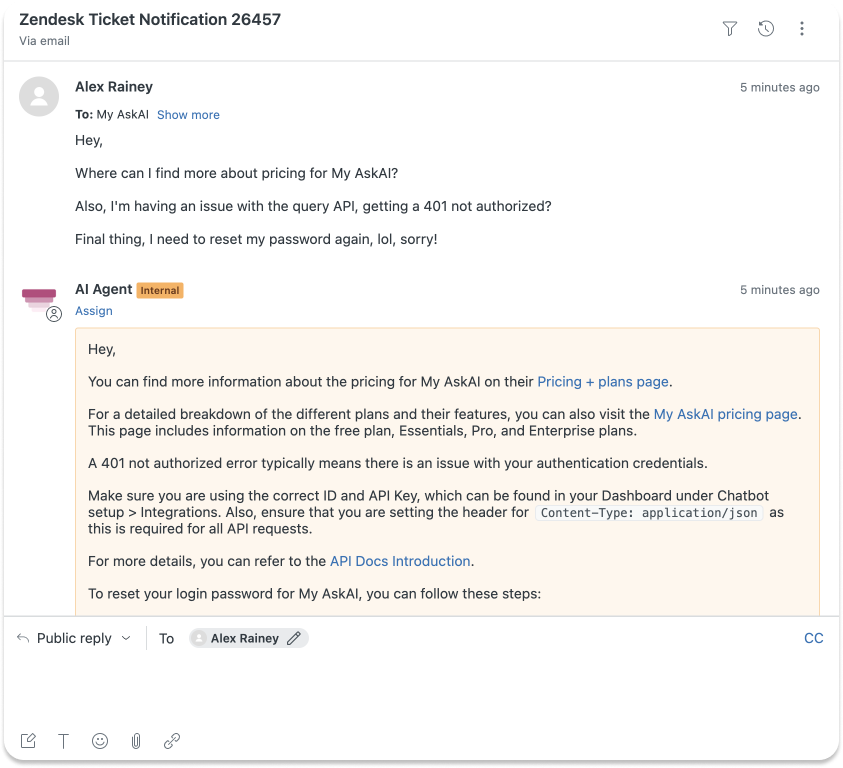 Zendesk Ticket Notification 26457
Via email
Alex Rainey
5 minutes ago
To: My AskAI Show more
Hey,
Where can I find more about pricing for My AskAI?
Also, I'm having an issue with the query API, getting a 401 not authorized?
Final thing, I need to reset my password again, lol, sorry!
AI Agent Internal
5 minutes ago
Assign
Hey,
You can find more information about the pricing for My AskAI on their Pricing + plans page.
For a detailed breakdown of the different plans and their features, you can also visit the My AskAI pricing page.
This page includes information on the free plan, Essentials, Pro, and Enterprise plans.
A 401 not authorized error typically means there is an issue with your authentication credentials.
Make sure you are using the correct ID and API Key, which can be found in your Dashboard under Chatbot
setup > Integrations. Also, ensure that you are setting the header for Content-Type: application/json as
this is required for all API requests.
For more details, you can refer to the API Docs Introduction.
To reset your login password for My AskAI, you can follow these steps:
Public reply
To
Alex Rainey
CC